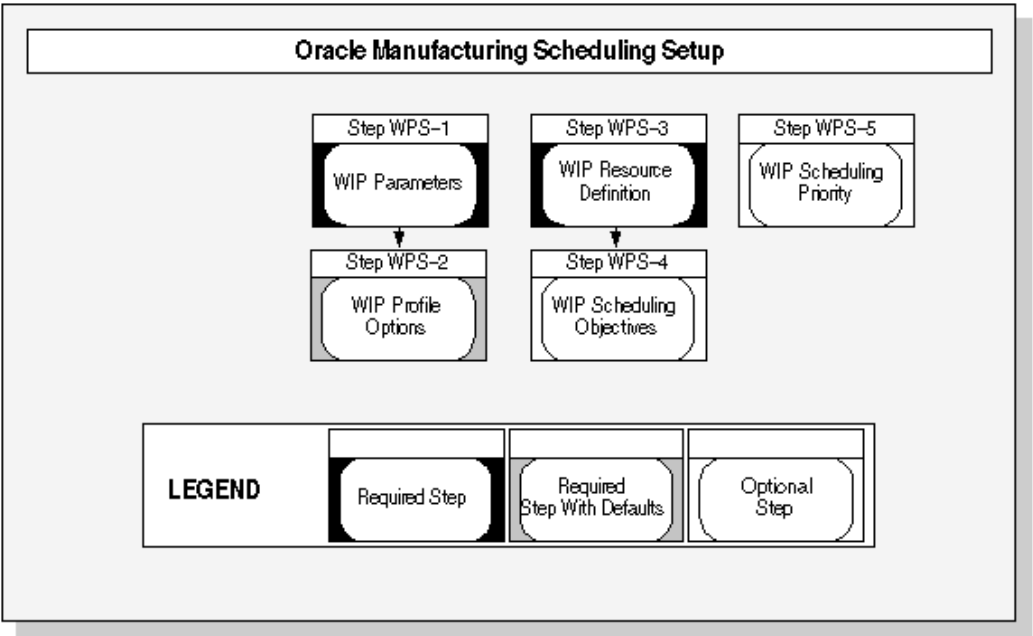 Oracle Manufacturing Scheduling Setup
Step WPS-1
WIP Parameters
Step WPS-2
WIP Profile
Options
Step WPS-3
WIP Resource
Definition
Step WPS-4
WIP Scheduling
Objectives
Step WPS-5
WIP Scheduling
Priority
LEGEND
Required Step
Required
Step With Defaults
Optional
Step